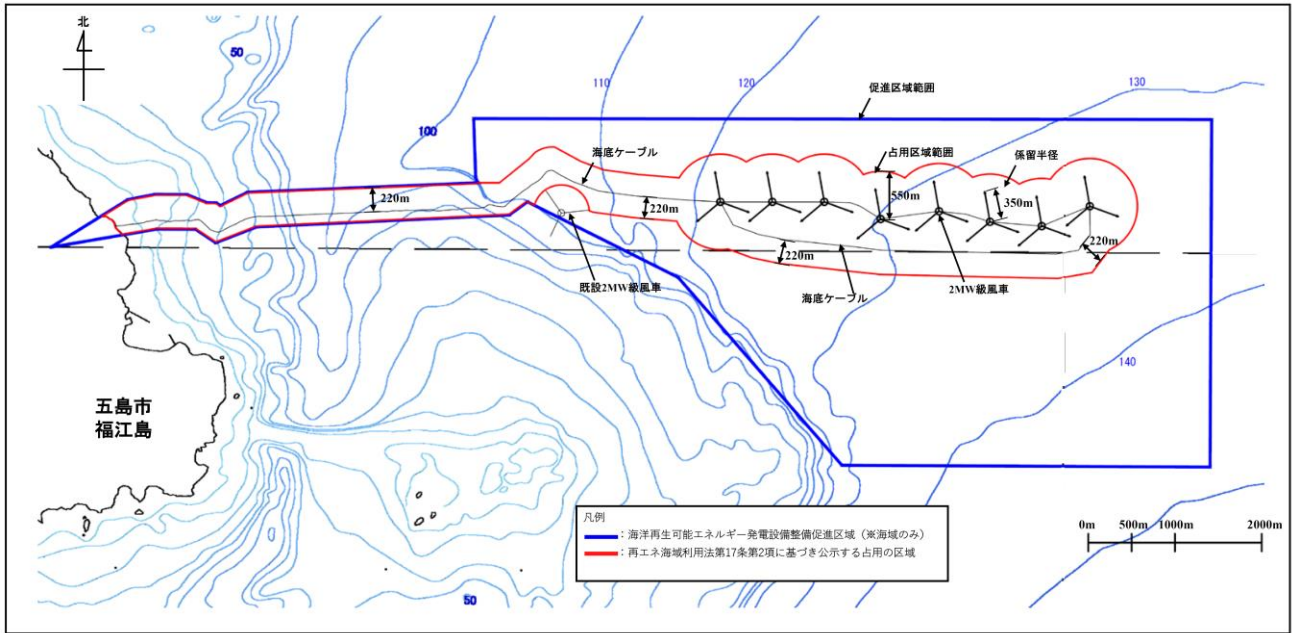 北
50
110
120
130
促進区域範囲
100
海底ケーブル
占用区域範囲
係留半径
220m
550m
350m
220m
220m
220m
既設2MW級風車
海底ケーブル
2MW級風車
140
五島市
福江島
凡例
:海洋再生可能エネルギー発電設備整備促進区域(※海域のみ)
:再エネ海域利用法第17条第2項に基づき公示する占用の区域
0m 500m 1000m 2000m
50